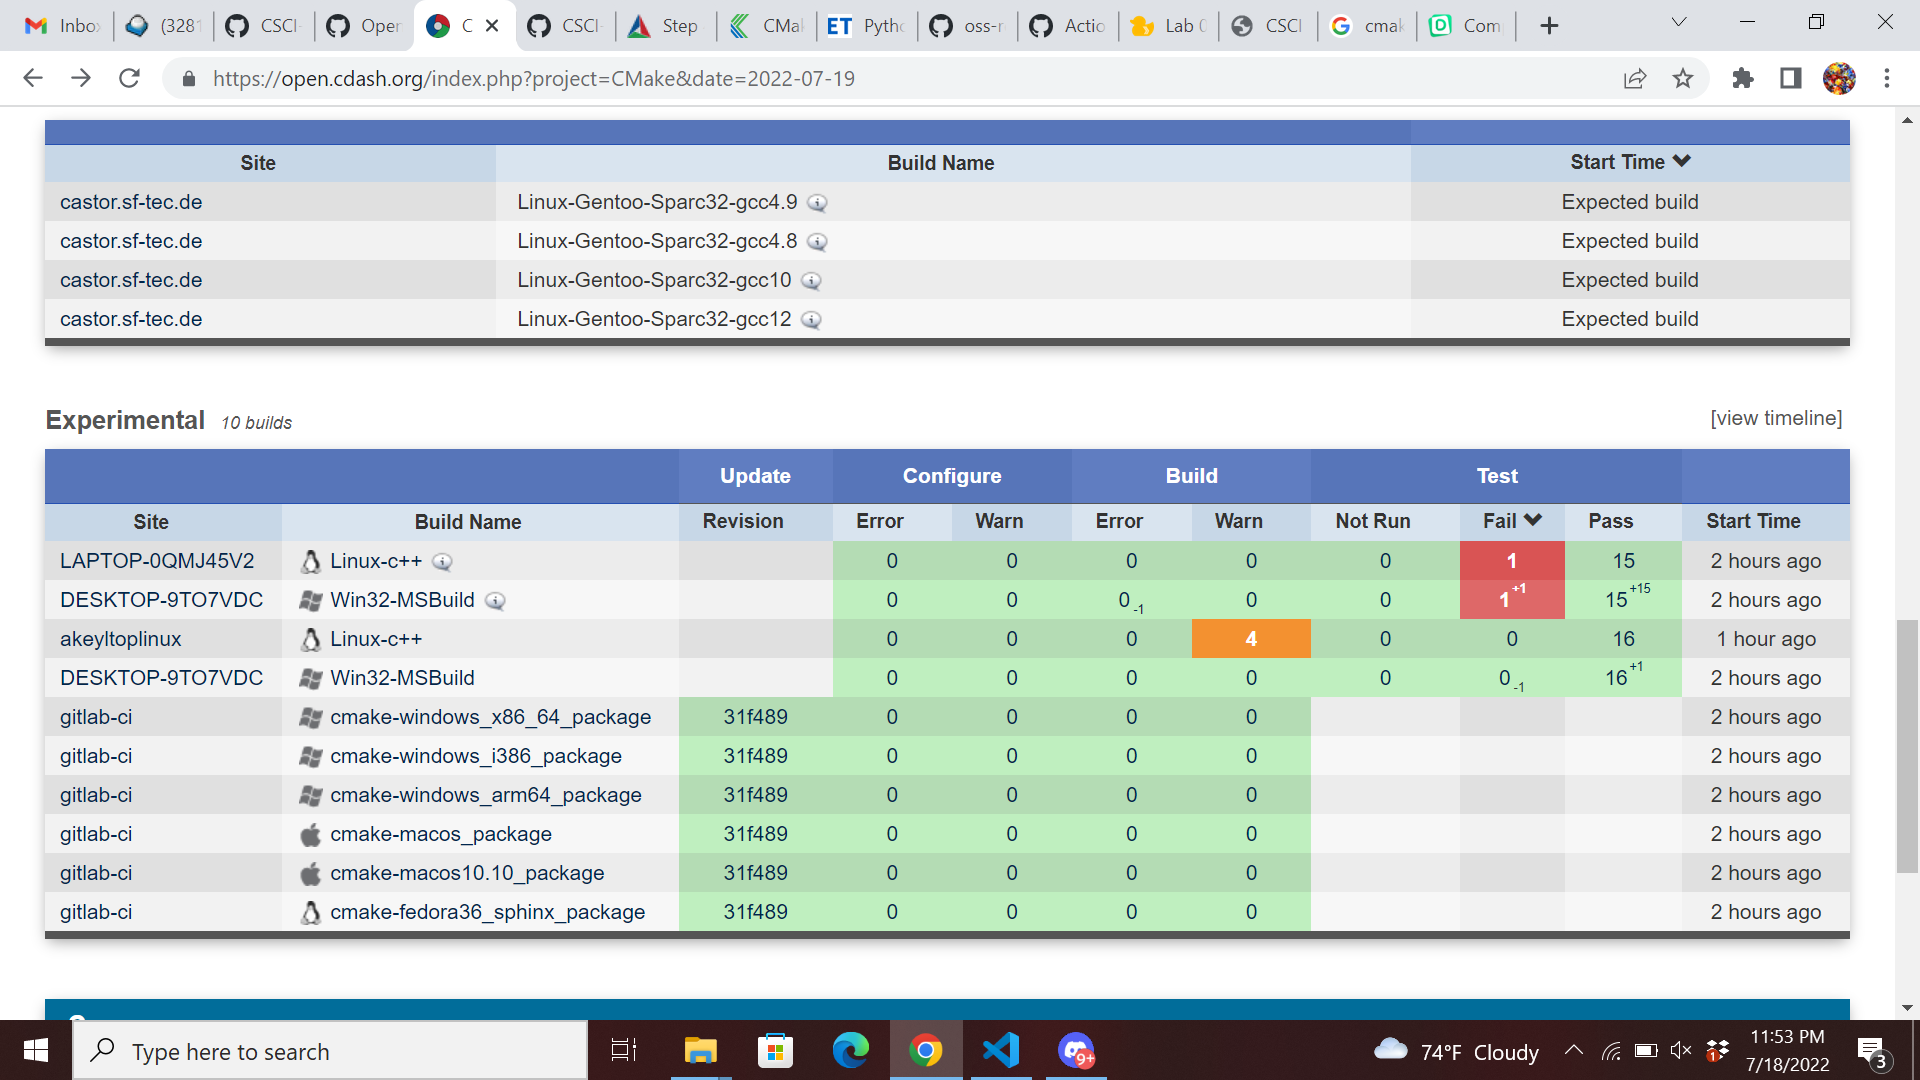 Inbo (3281 CSCI- Open C CSCI- Step CMak ET Pytho oss-r Actio Lab 0 CSCI cmak Com
https://open.cdash.org/index.php?project=CMake&date=2022-07-19
Site Build Name Start Time
castor.sf-tec.de Linux-Gentoo-Sparc32-gcc4.9 Expected build
castor.sf-tec.de Linux-Gentoo-Sparc32-gcc4.8 Expected build
castor.sf-tec.de Linux-Gentoo-Sparc32-gcc10 Expected build
castor.sf-tec.de Linux-Gentoo-Sparc32-gcc12 Expected build
Experimental 10 builds [view timeline]
Update Configure Build Test
Site Build Name Revision Error Warn Error Warn Not Run Fail Pass Start Time
LAPTOP-0QMJ45V2 Linux-c++ 0 0 0 0 0 1 15 2 hours ago
DESKTOP-9TO7VDC Win32-MSBuild 0 0 0 -1 0 0 1 +1 15 +15 2 hours ago
akeyltoplinux Linux-c++ 0 0 0 4 0 0 16 1 hour ago
DESKTOP-9TO7VDC Win32-MSBuild 0 0 0 0 0 0 -1 16 +1 2 hours ago
gitlab-ci cmake-windows_x86_64_package 31f489 0 0 0 0 2 hours ago
gitlab-ci cmake-windows_i386_package 31f489 0 0 0 0 2 hours ago
gitlab-ci cmake-windows_arm64_package 31f489 0 0 0 0 2 hours ago
gitlab-ci cmake-macos_package 31f489 0 0 0 0 2 hours ago
gitlab-ci cmake-macos10.10_package 31f489 0 0 0 0 2 hours ago
gitlab-ci cmake-fedora36_sphinx_package 31f489 0 0 0 0 2 hours ago
Type here to search 9+ 74°F Cloudy 1 11:53 PM 3
7/18/2022